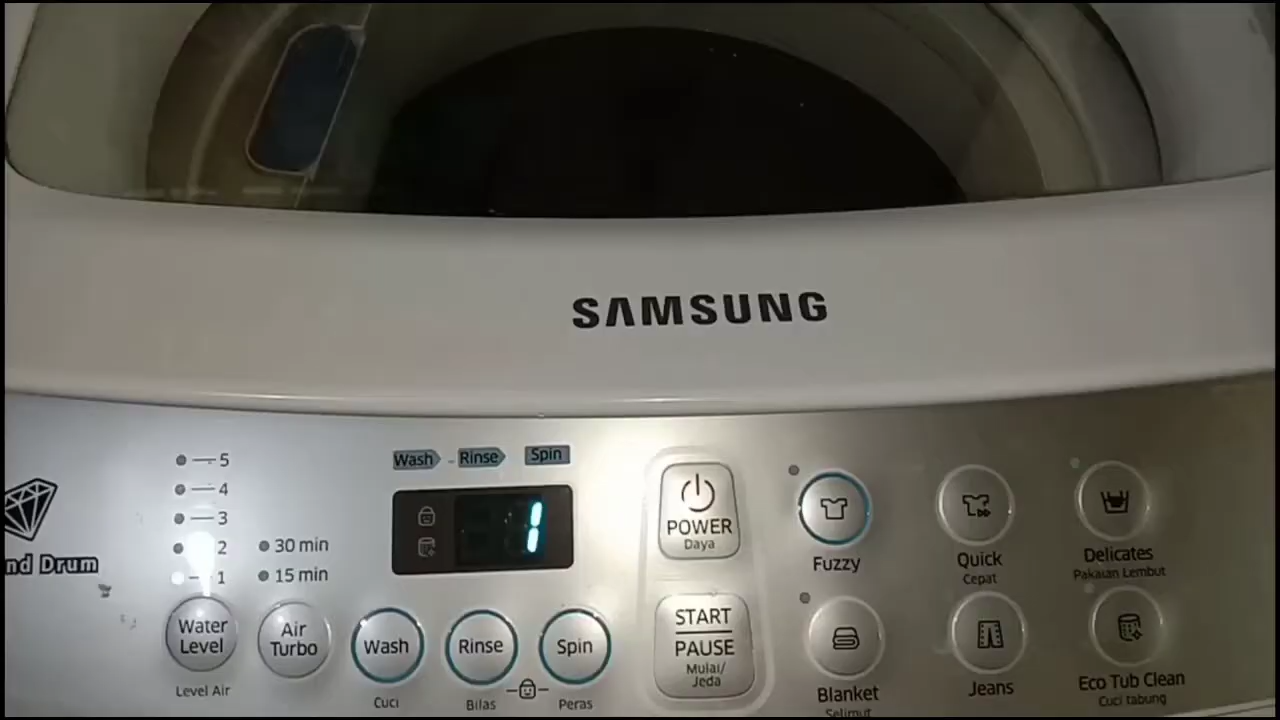 SAMSUNG
5
4
3
2
1
30 min
15 min
nd Drum
Water
Level
Level Air
Air
Turbo
Wash
Rinse
Spin
1
Wash
Cuci
Rinse
Bilas
Spin
Peras
POWER
Daya
START
PAUSE
Mulai/
Jeda
Fuzzy
Quick
Cepat
Delicates
Pakaian Lembut
Blanket
Selimut
Jeans
Eco Tub Clean
Cuci tabung